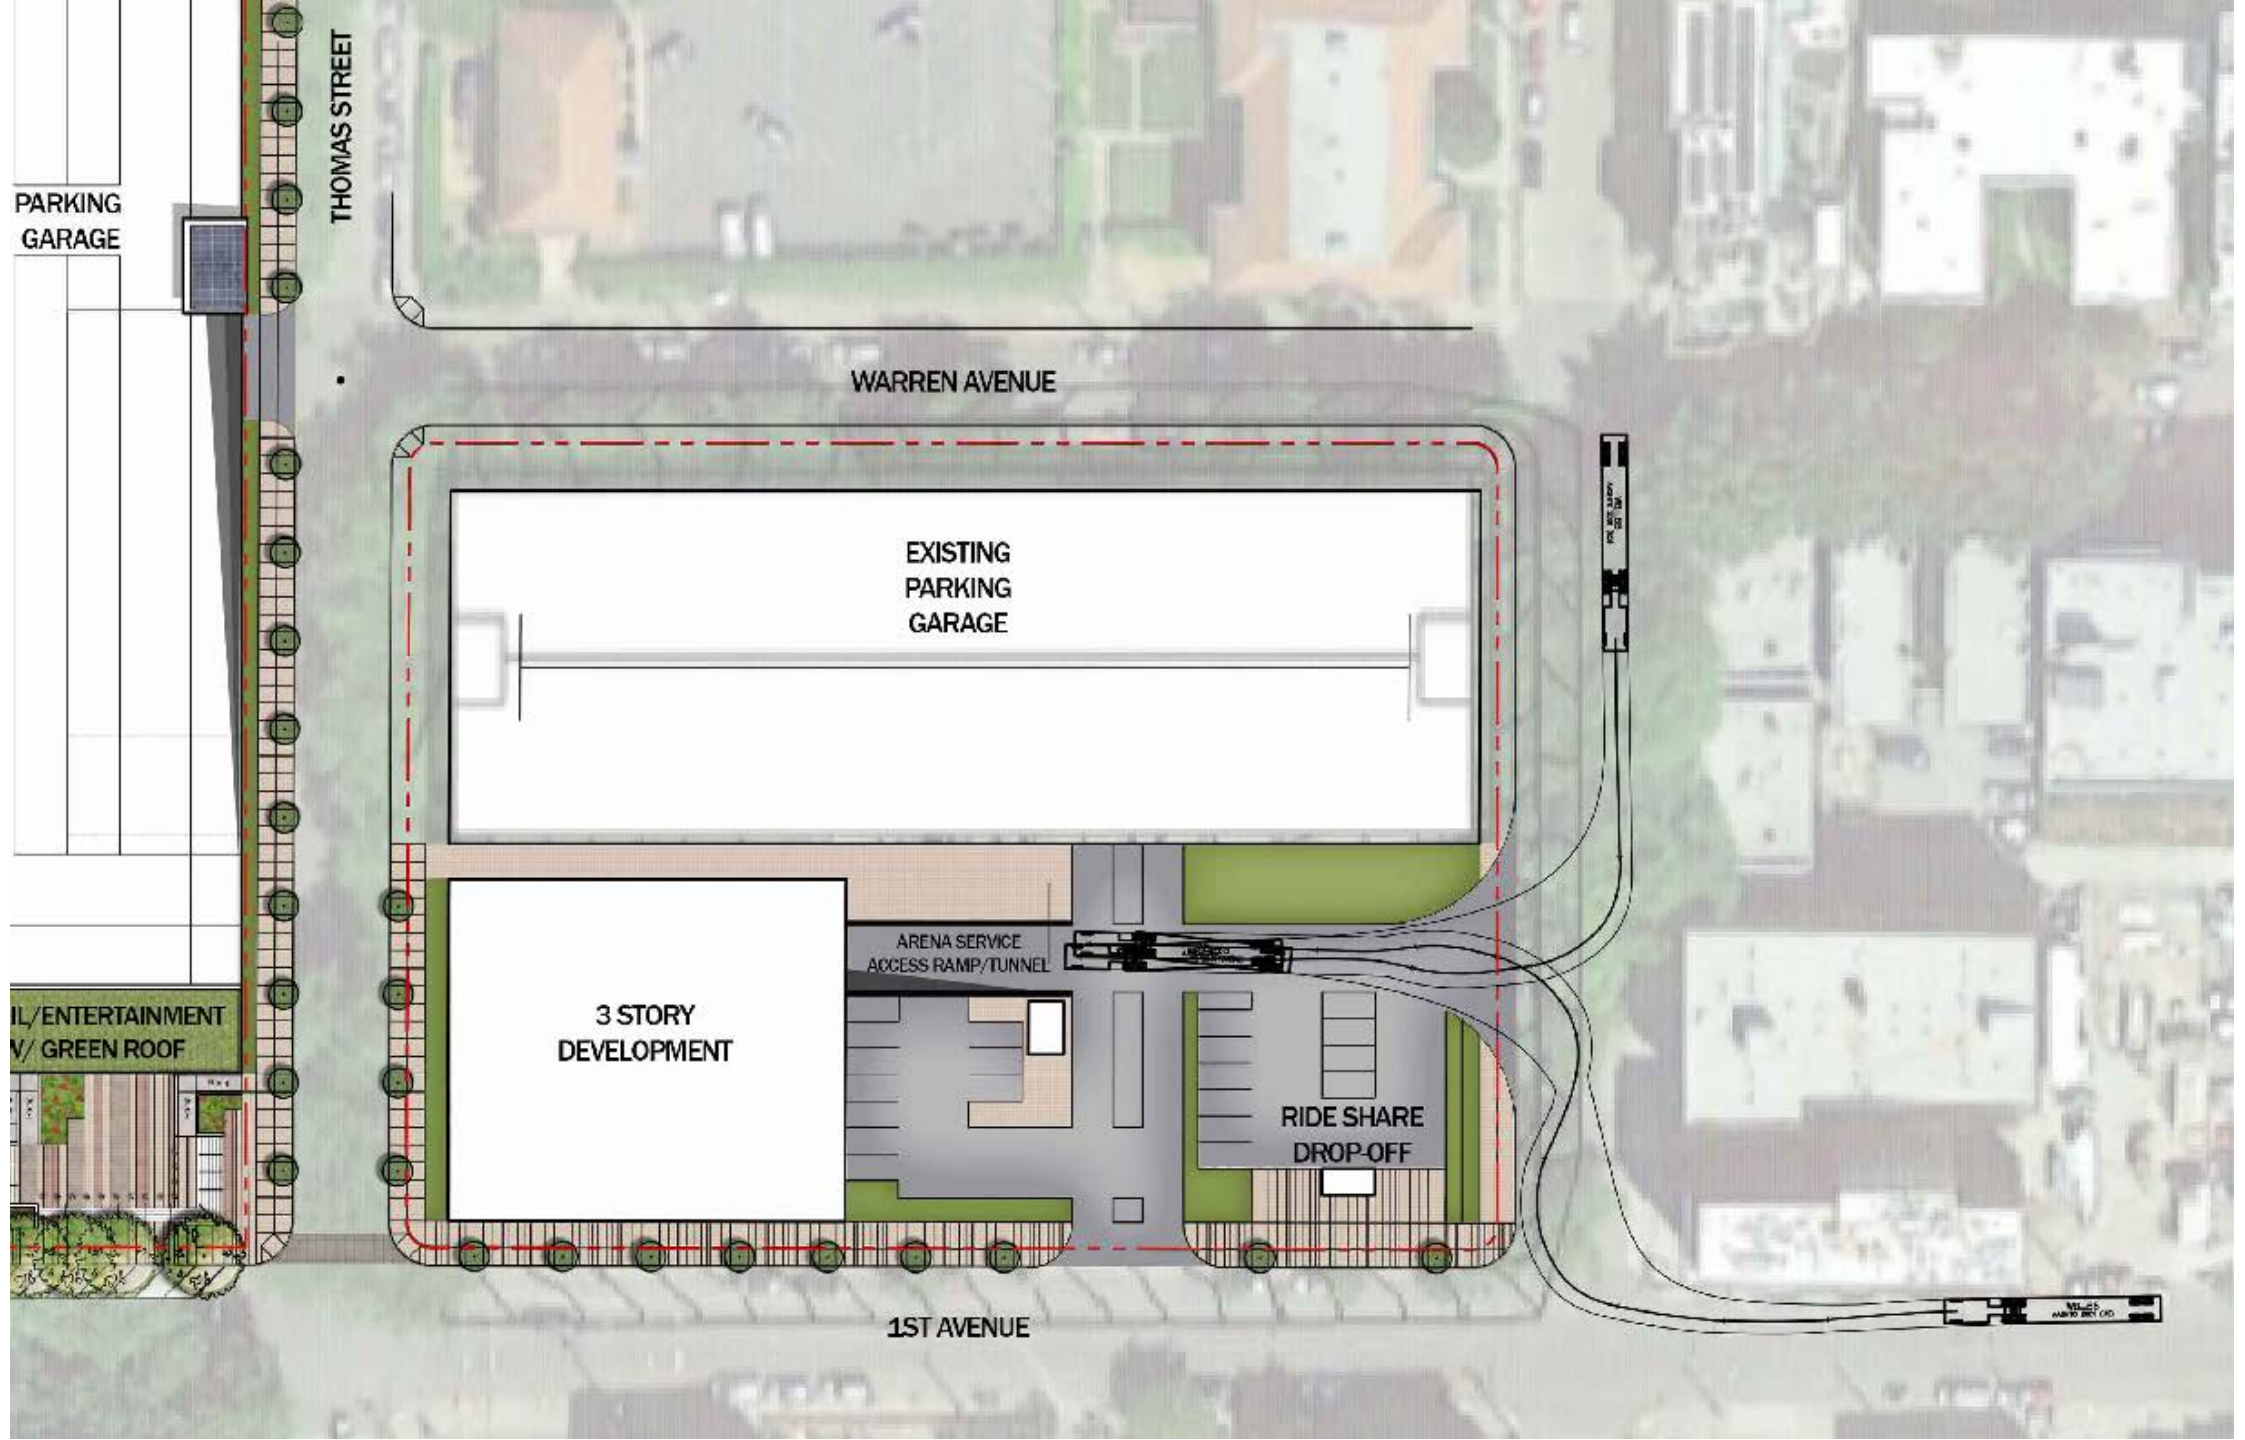 THOMAS STREET
PARKING
GARAGE
WARREN AVENUE
EXISTING
PARKING
GARAGE
ARENA SERVICE
ACCESS RAMP/TUNNEL
3 STORY
DEVELOPMENT
IL/ENTERTAINMENT
W/ GREEN ROOF
RIDE SHARE
DROP-OFF
1ST AVENUE